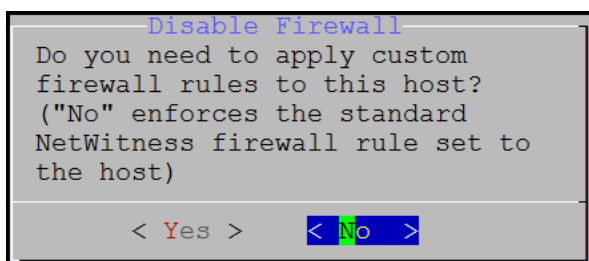 Disable Firewall
Do you need to apply custom
firewall rules to this host?
("No" enforces the standard
NetWitness firewall rule set to
the host)
< Yes > < No >